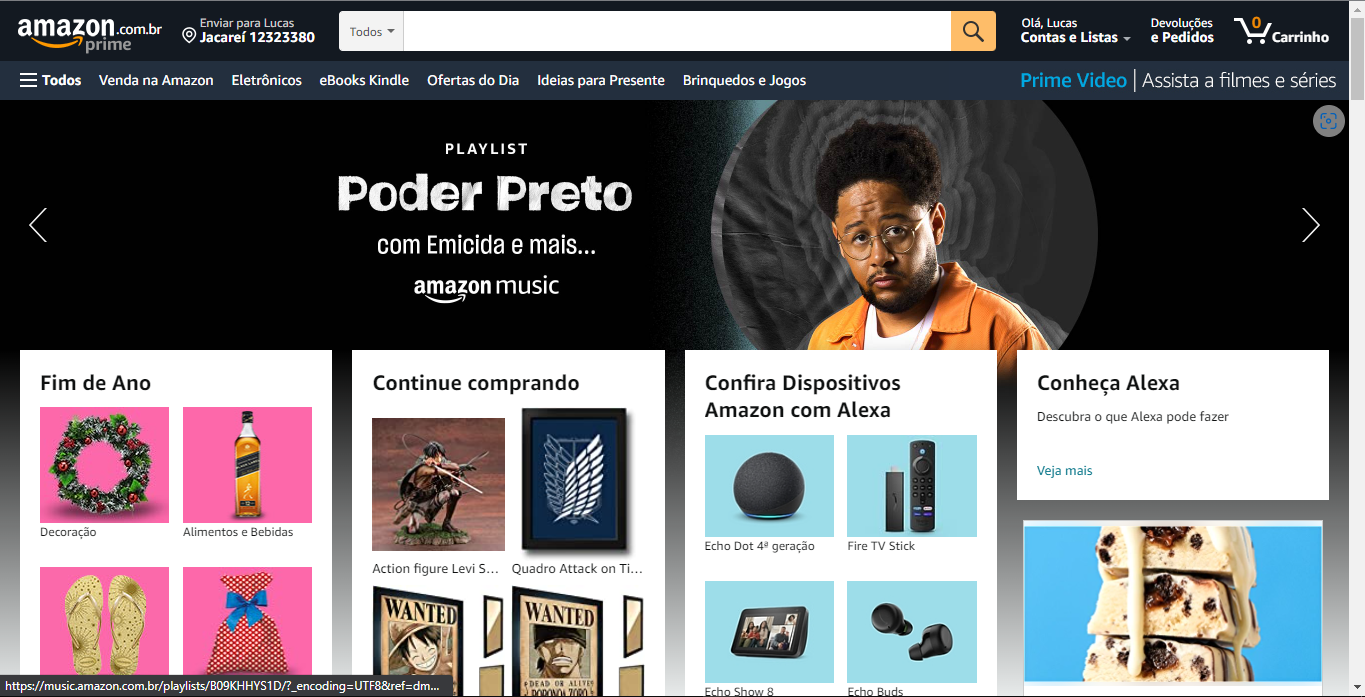 amazon.com.br
prime
Enviar para Lucas
Jacareí 12323380
Todos
Olá, Lucas
Contas e Listas
Devoluções
e Pedidos
0
Carrinho
Todos
Venda na Amazon
Eletrônicos
eBooks Kindle
Ofertas do Dia
Ideias para Presente
Brinquedos e Jogos
Prime Video | Assista a filmes e séries
PLAYLIST
Poder Preto
com Emicida e mais...
amazon music
Fim de Ano
Decoração
Alimentos e Bebidas
Continue comprando
Action figure Levi S...
Quadro Attack on Ti...
WANTED
WANTED
DEAD OR ALIVE
Confira Dispositivos
Amazon com Alexa
Echo Dot 4ª geração
Fire TV Stick
Echo Show 8
Echo Buds
Conheça Alexa
Descubra o que Alexa pode fazer
Veja mais
https://music.amazon.com.br/playlists/B09KHHYS1D/?_encoding=UTF8&ref=dm...